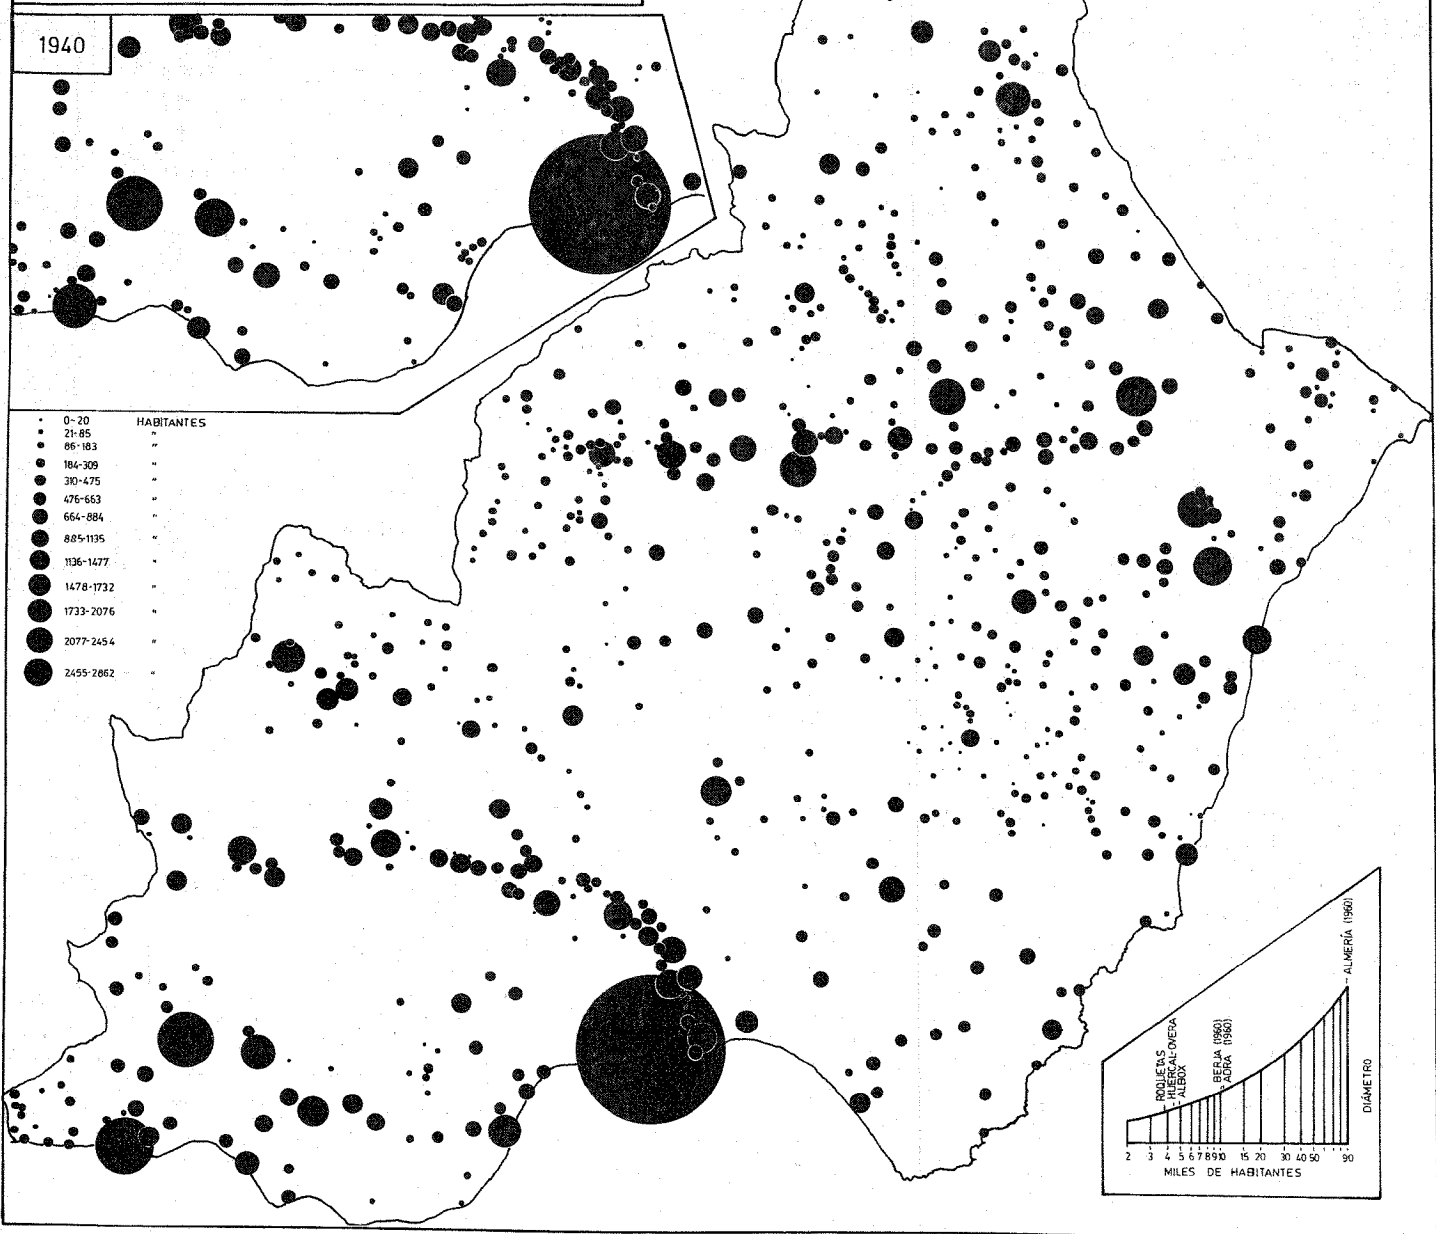 1940
0-20 HABITANTES
21-85 "
86-183 "
184-309 "
310-475 "
476-663 "
664-884 "
885-1135 "
1136-1477 "
1478-1732 "
1733-2076 "
2077-2454 "
2455-2862 "
ROQUETAS
HUERCAL-OVERA
ALBOX
BERJA (1960)
ADRA (1960)
ALMERÍA (1960)
DIÁMETRO
2 3 4 5 6 7 8 9 10 15 20 30 40 50 90
MILES DE HABITANTES